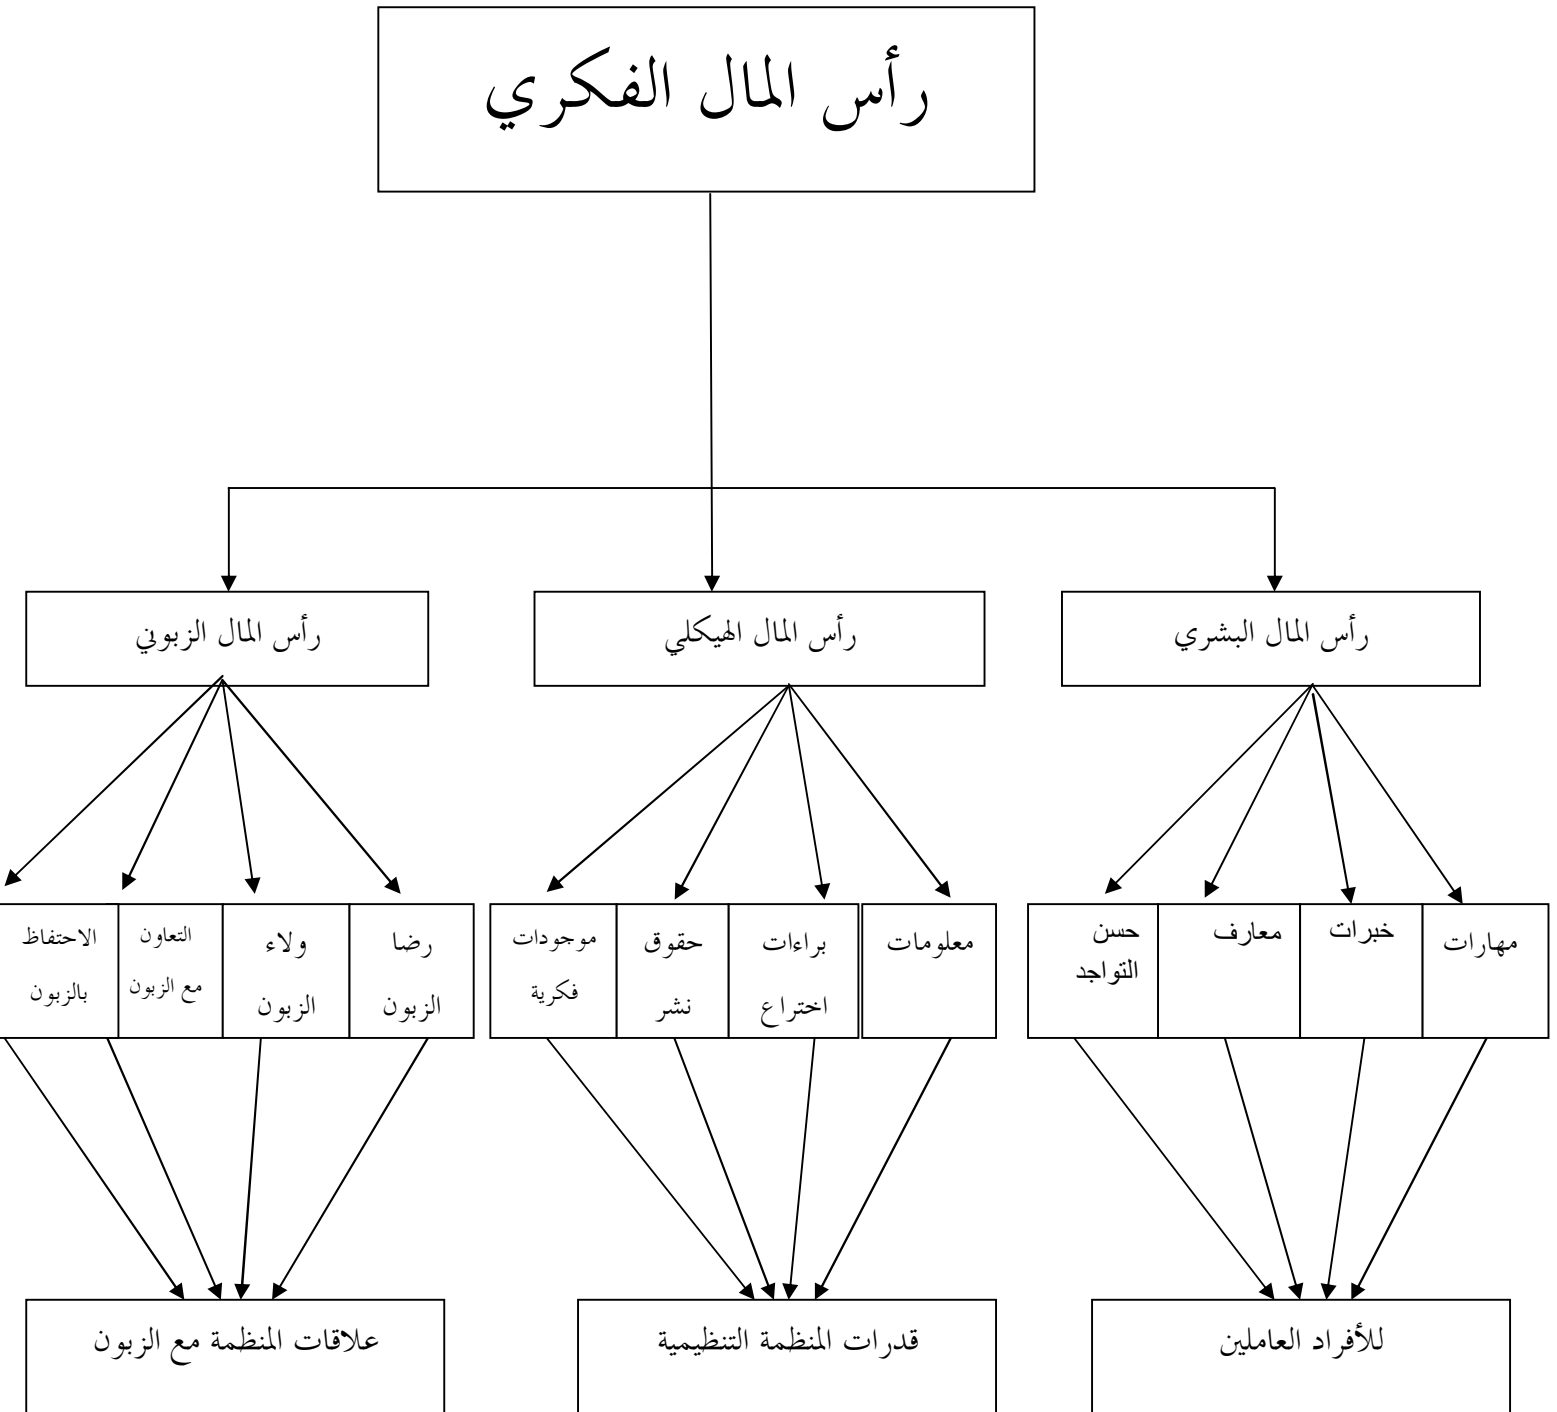 رأس المال الفكري
رأس المال البشري
رأس المال الهيكلي
رأس المال الزبوني
مهارات
خبرات
معارف
حسن
التواجد
معلومات
براءات
اختراع
حقوق
نشر
موجودات
فكرية
رضا
الزبون
ولاء
الزبون
التعاون
مع الزبون
الاحتفاظ
بالزبون
للأفراد العاملين
قدرات المنظمة التنظيمية
علاقات المنظمة مع الزبون